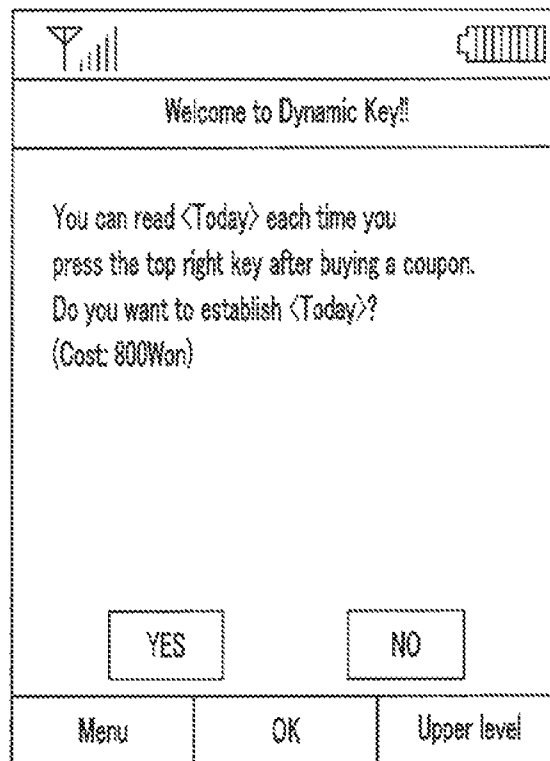 Welcome to Dynamic Key!!
You can read <Today> each time you
press the top right key after buying a coupon.
Do you want to establish <Today>?
(Cost: 800Won)
YES NO
Menu OK Upper level